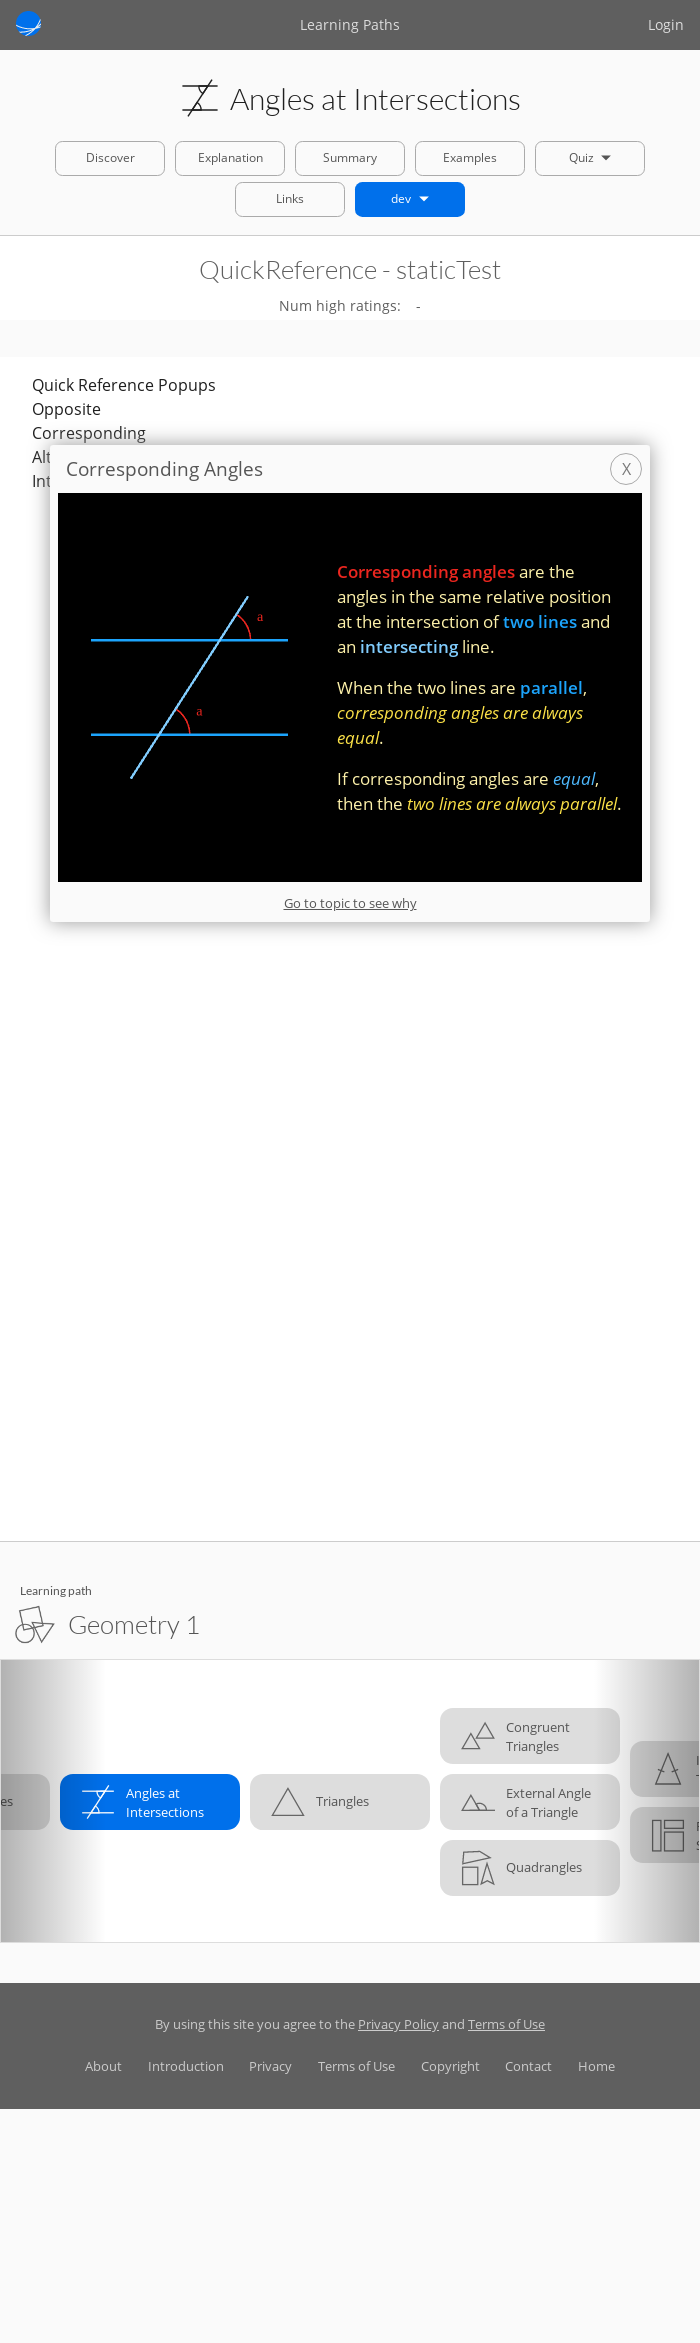 Learning Paths
Login
Angles at Intersections
Discover
Explanation
Summary
Examples
Quiz
Links
dev
QuickReference - staticTest
Num high ratings: -
Quick Reference Popups
Opposite
Corresponding
Alt
Int
Corresponding Angles
X
Corresponding angles are the
angles in the same relative position
at the intersection of two lines and
an intersecting line.
When the two lines are parallel,
corresponding angles are always
equal.
If corresponding angles are equal,
then the two lines are always parallel.
a
a
Go to topic to see why
Learning path
Geometry 1
es
Angles at
Intersections
Triangles
Congruent
Triangles
External Angle
of a Triangle
Quadrangles
By using this site you agree to the Privacy Policy and Terms of Use
About
Introduction
Privacy
Terms of Use
Copyright
Contact
Home